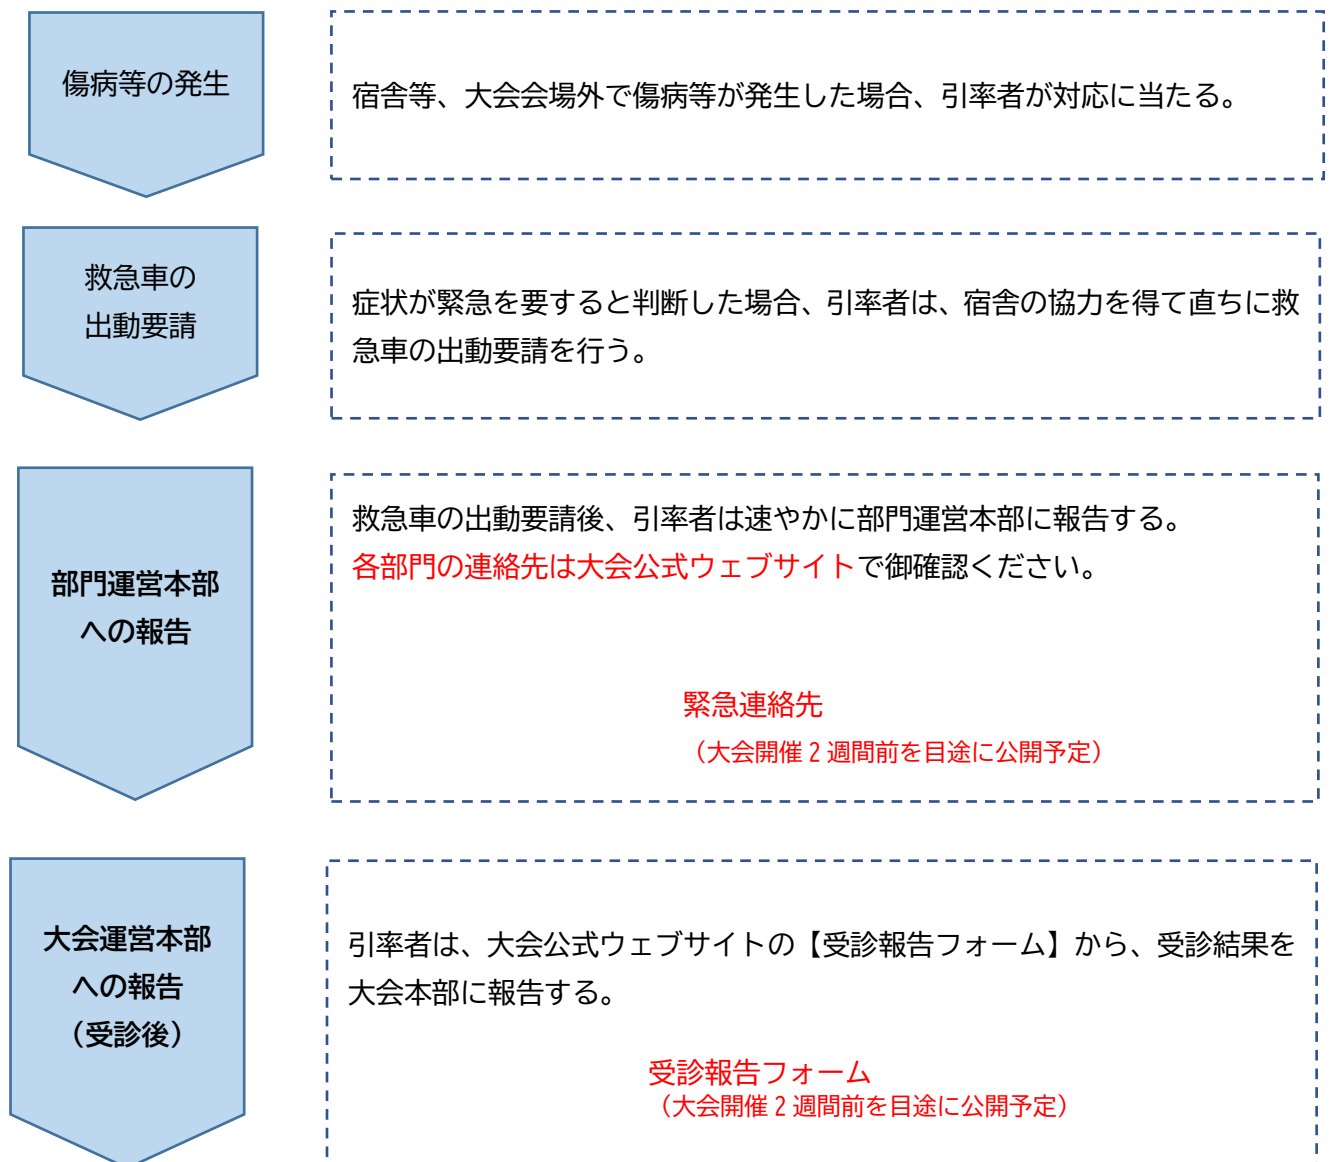 傷病等の発生
宿舎等、大会会場外で傷病等が発生した場合、引率者が対応に当たる。
救急車の
出動要請
症状が緊急を要すると判断した場合、引率者は、宿舎の協力を得て直ちに救
急車の出動要請を行う。
部門運営本部
への報告
救急車の出動要請後、引率者は速やかに部門運営本部に報告する。
各部門の連絡先は大会公式ウェブサイトで御確認ください。
緊急連絡先
（大会開催２週間前を目途に公開予定）
大会運営本部
への報告
（受診後）
引率者は、大会公式ウェブサイトの【受診報告フォーム】から、受診結果を
大会本部に報告する。
受診報告フォーム
（大会開催２週間前を目途に公開予定）